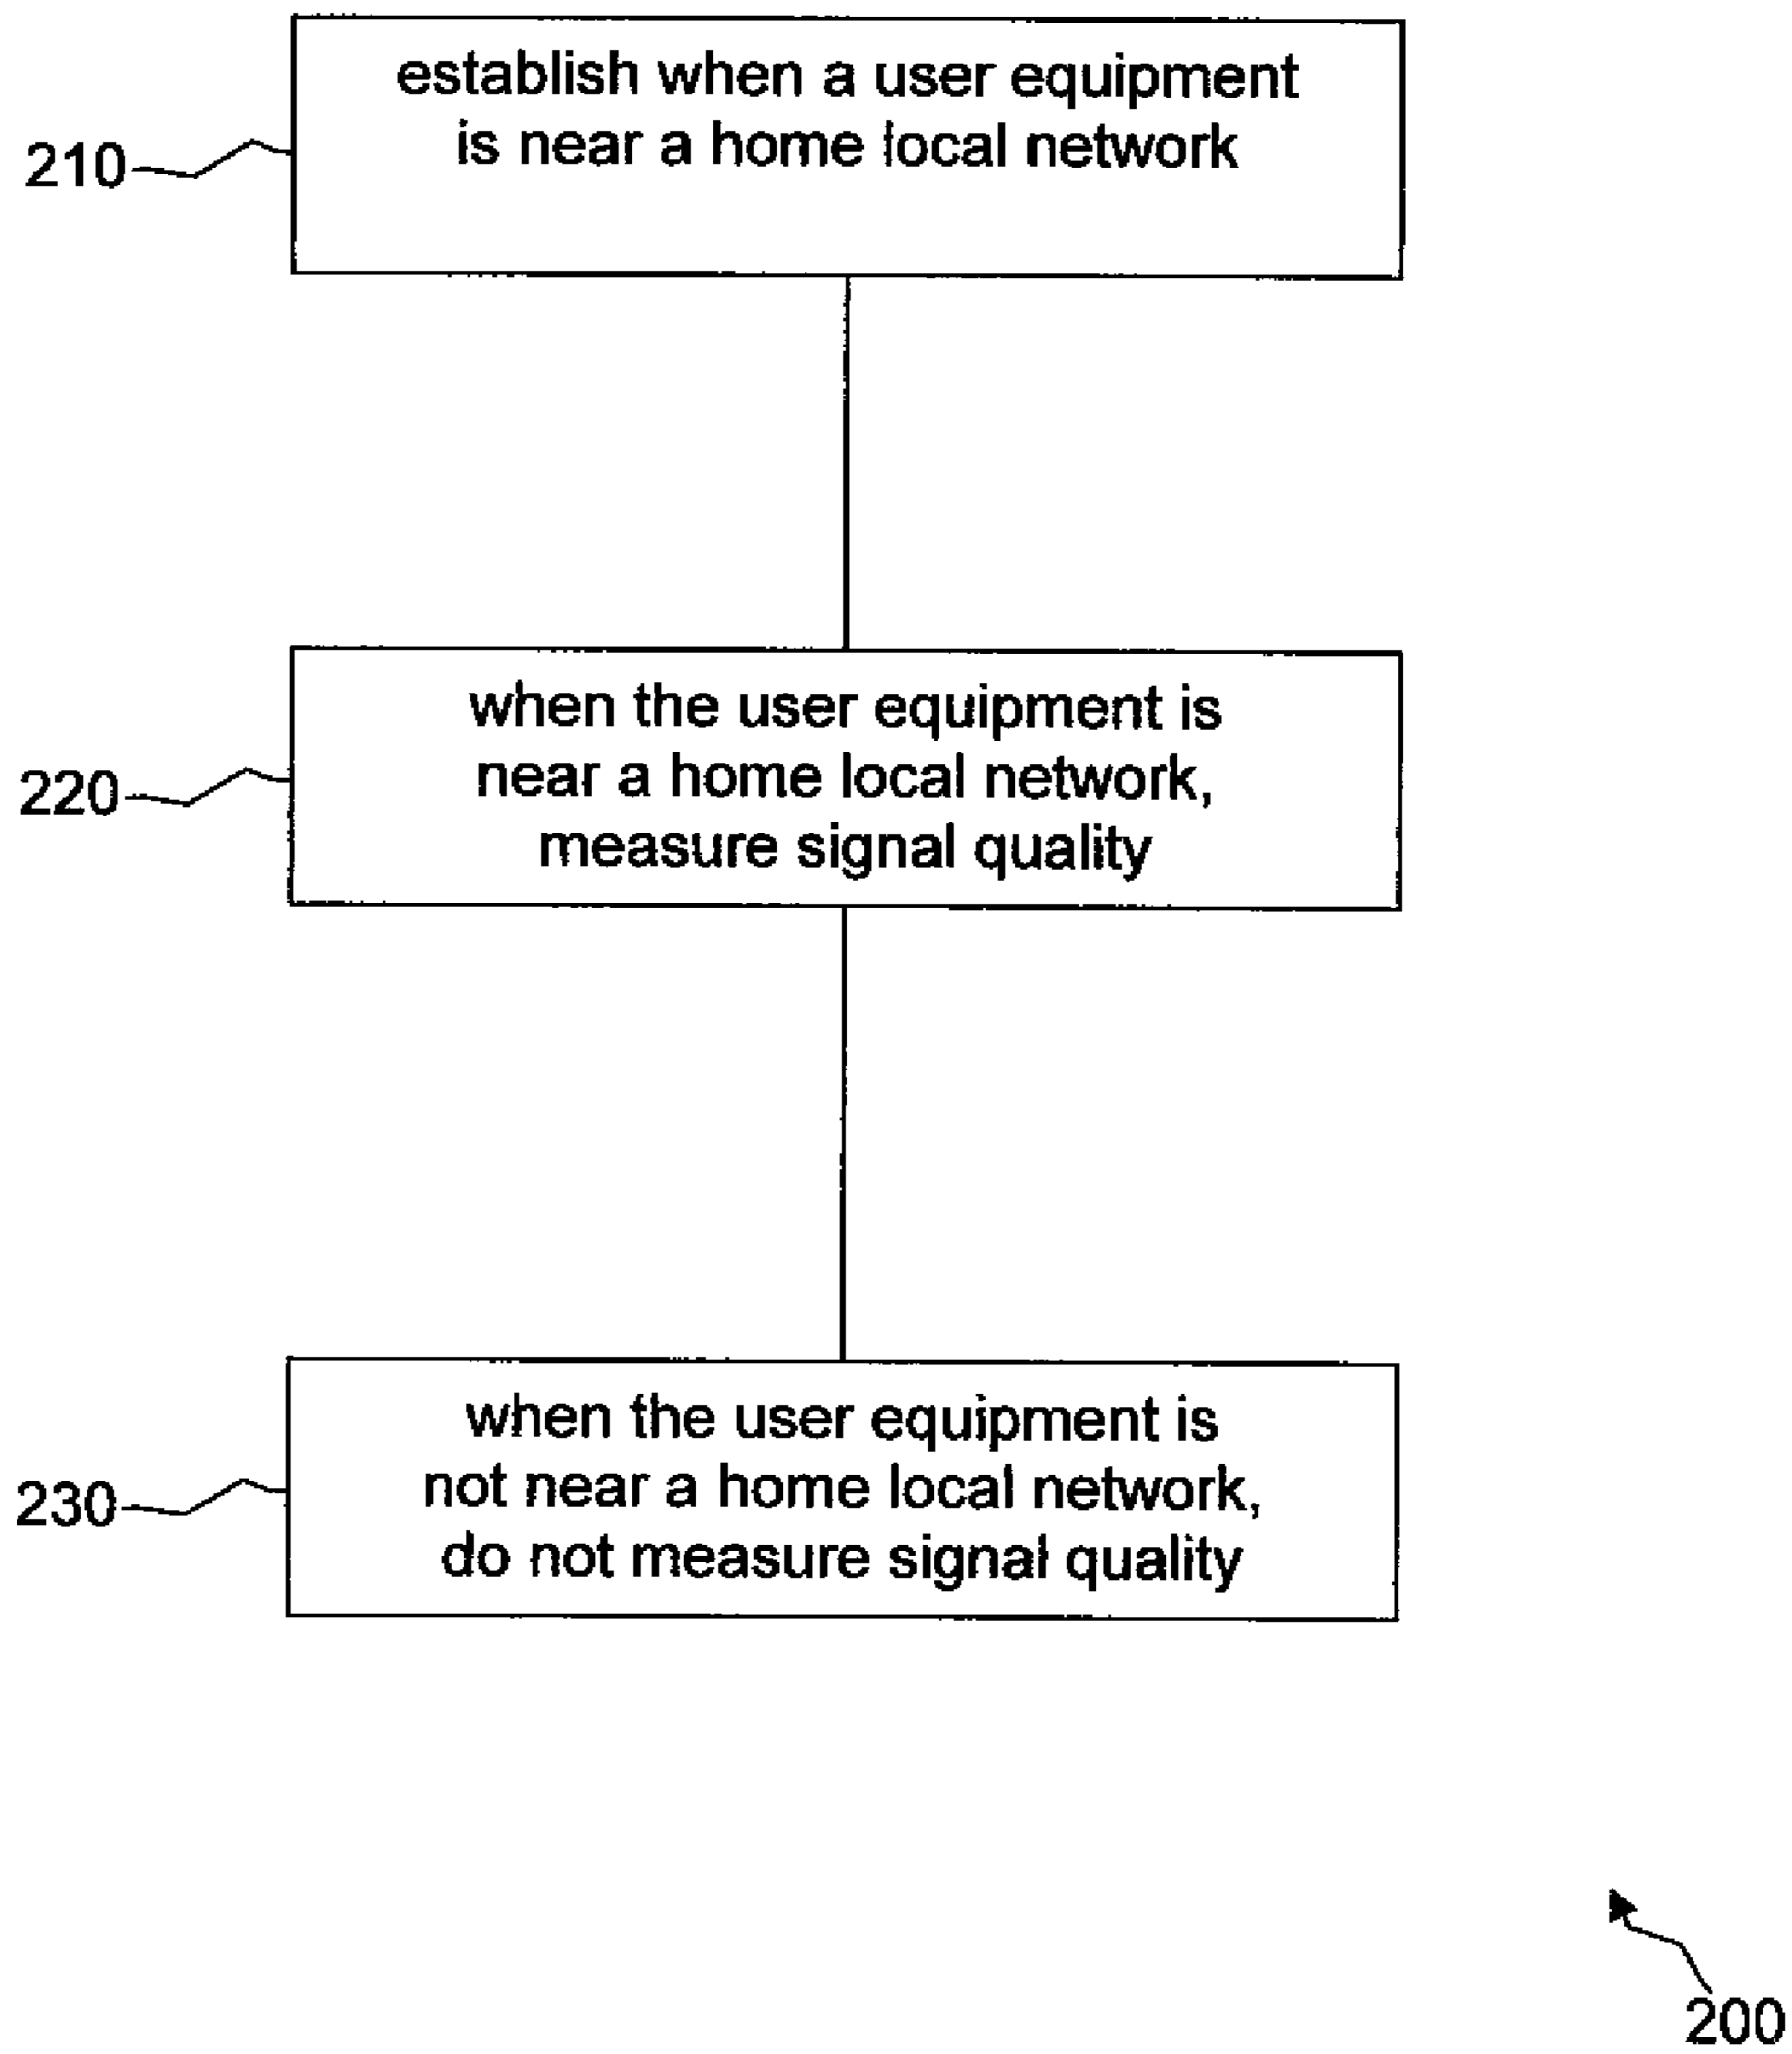 establish when a user equipment
is near a home local network
210
when the user equipment is
near a home local network,
measure signal quality
220
when the user equipment is
not near a home local network,
do not measure signal quality
230
200